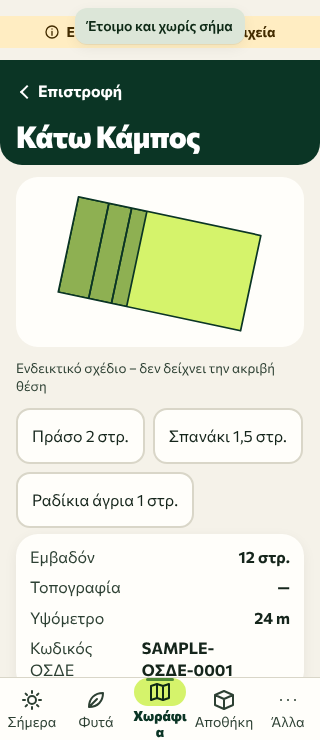 Έτοιμο και χωρίς σήμα
Επιστροφή
Κάτω Κάμπος
Ενδεικτικό σχέδιο – δεν δείχνει την ακριβή
θέση
Πράσο 2 στρ.
Σπανάκι 1,5 στρ.
Ραδίκια άγρια 1 στρ.
Εμβαδόν 12 στρ.
Τοπογραφία –
Υψόμετρο 24 m
Κωδικός SAMPLE-
ΟΣΔΕ ΟΣΔΕ-0001
Σήμερα Φυτά Χωράφι Αποθήκη Άλλα
α